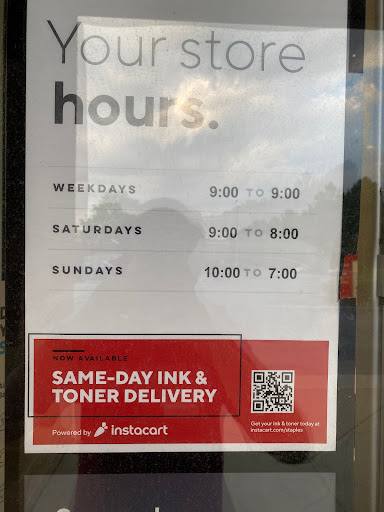 Your store
hours.
WEEKDAYS 9:00 TO 9:00
SATURDAYS 9:00 TO 8:00
SUNDAYS 10:00 TO 7:00
NOW AVAILABLE
SAME-DAY INK &
TONER DELIVERY
Powered by instacart
Get your ink & toner today at
instacart.com/staples